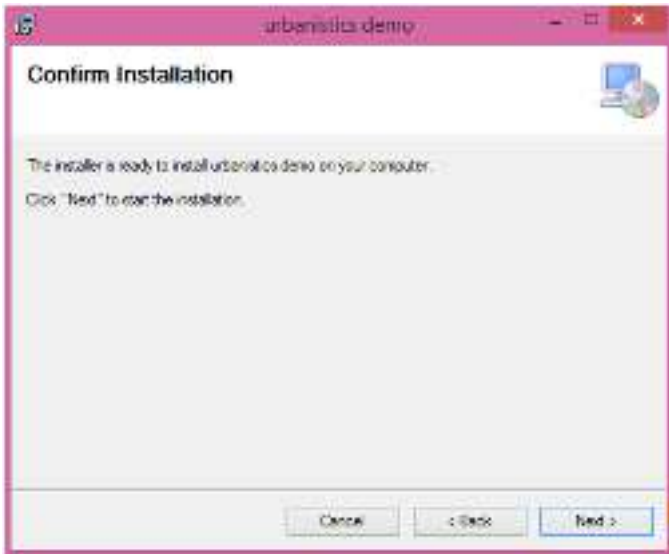 urbanistics demo
Confirm Installation
The installer is ready to install urbanistics demo on your computer.
Click "Next" to start the installation.
Cancel
< Back
Next >